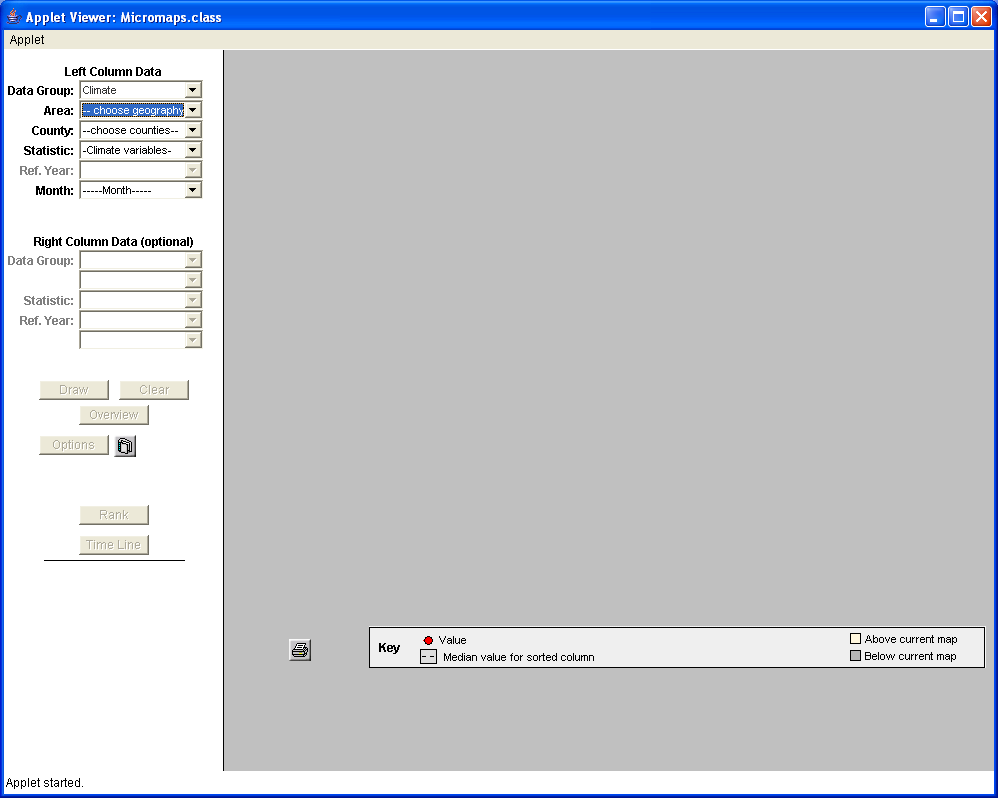 Applet Viewer: Micromaps.class
Applet
Left Column Data
Data Group: Climate
Area: -- choose geography
County: --choose counties--
Statistic: -Climate variables-
Ref. Year:
Month: -----Month-----
Right Column Data (optional)
Data Group:
Statistic:
Ref. Year:
Draw Clear
Overview
Options
Rank
Time Line
Key Value Above current map
Median value for sorted column Below current map
Applet started.